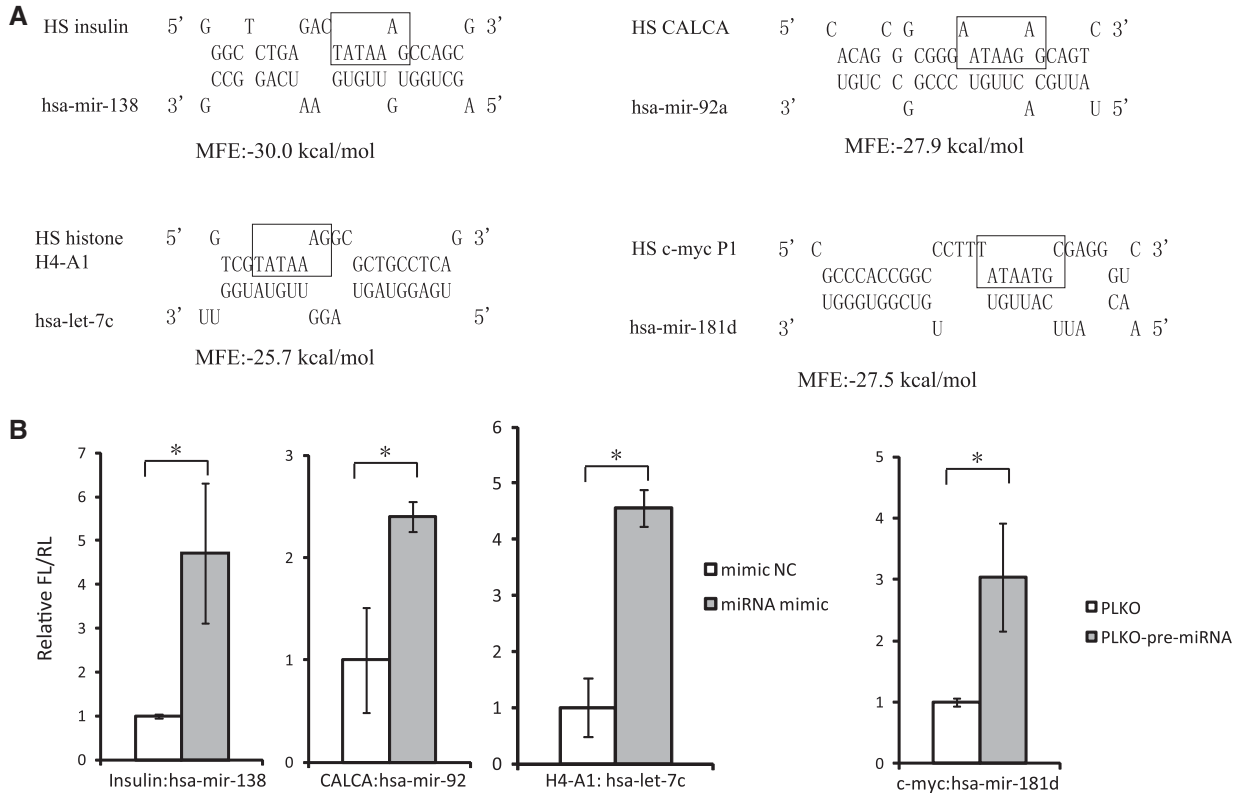 A
HS insulin 5' G T GAC A G 3'
GGC CTGA TATAA GCCAGC
CCG GACU GUGUU UGGUCG
hsa-mir-138 3' G AA G A 5'
MFE:-30.0 kcal/mol
HS CALCA 5' C C G A A C 3'
ACAG G CGGG ATAAG GCAGT
UGUC C GCCC UGUUC CGUUA
hsa-mir-92a 3' G A U 5'
MFE:-27.9 kcal/mol
HS histone 5' G AGGC G 3'
H4-A1 TCGTATAA GCTGCCTCA
GGUAUGUU UGAUGGAGU
hsa-let-7c 3' UU GGA 5'
MFE:-25.7 kcal/mol
HS c-myc P1 5' C CCTTT CGAGG C 3'
GCCCACCGGC ATAATG GU
UGGGUGGCUG UGUUAC CA
hsa-mir-181d 3' U UUA A 5'
MFE:-27.5 kcal/mol
B
Relative FL/RL
7
6
5
4
3
2
1
0
*
Insulin:hsa-mir-138
3
2
1
0
*
CALCA:hsa-mir-92
6
5
4
3
2
1
0
*
H4-A1: hsa-let-7c
mimic NC
miRNA mimic
5
4
3
2
1
0
*
c-myc:hsa-mir-181d
PLKO
PLKO-pre-miRNA